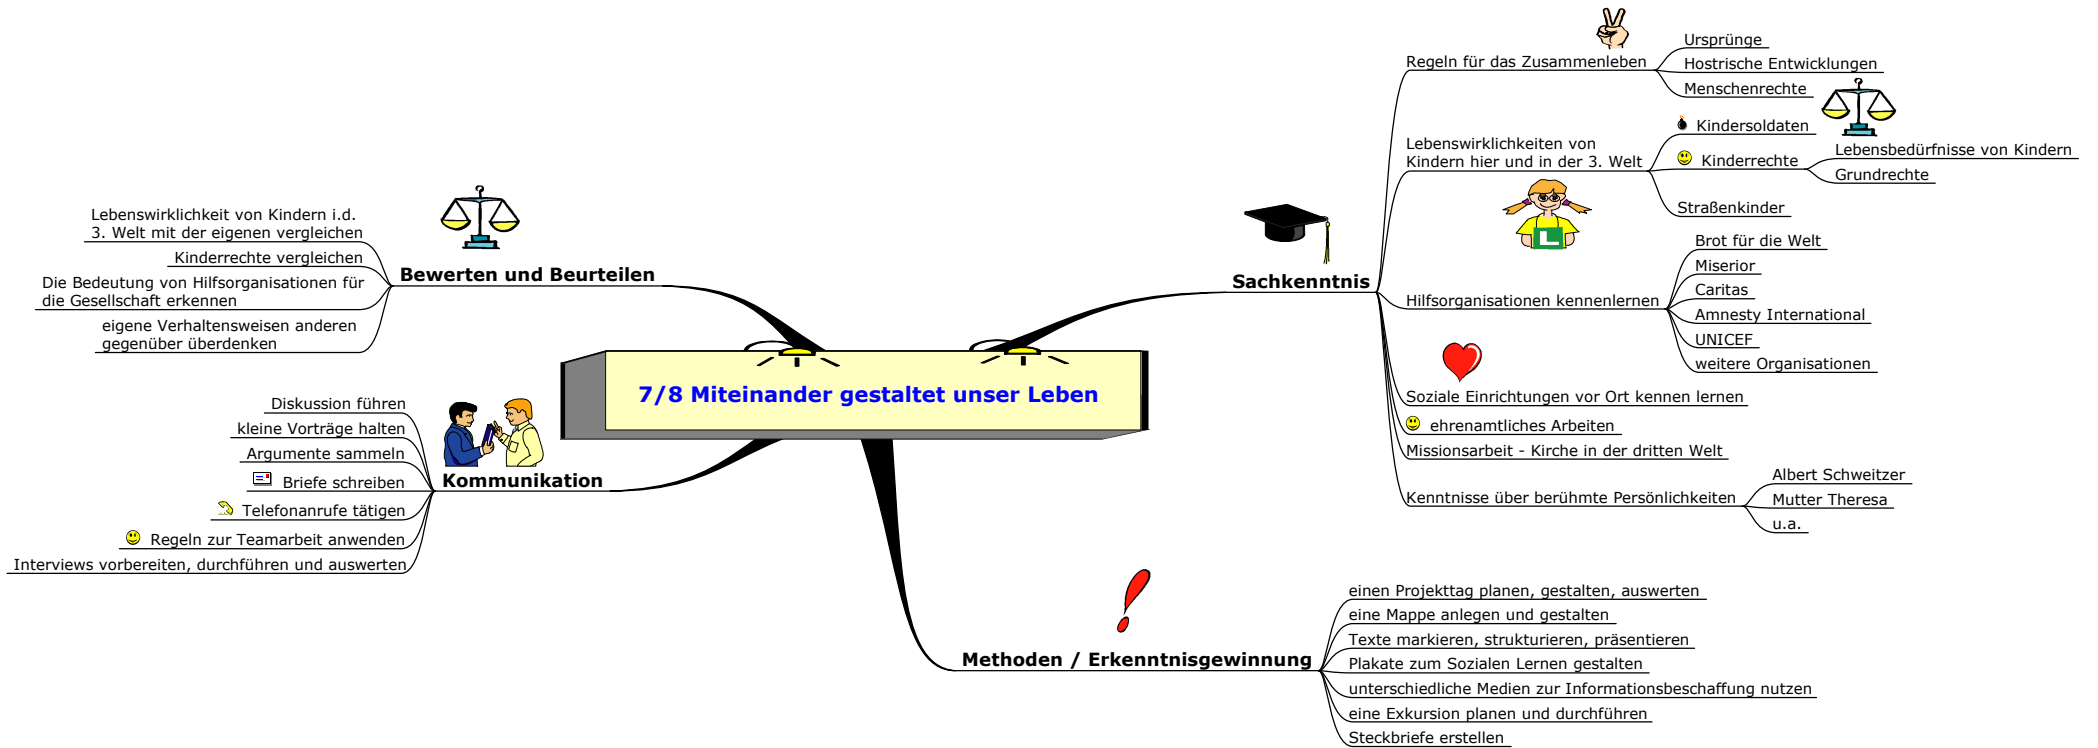 7/8 Miteinander gestaltet unser Leben
Sachkenntnis
Regeln für das Zusammenleben
Ursprünge
Hostrische Entwicklungen
Menschenrechte
Lebenswirklichkeiten von
Kindern hier und in der 3. Welt
Kindersoldaten
Kinderrechte
Lebensbedürfnisse von Kindern
Grundrechte
Straßenkinder
L
Hilfsorganisationen kennenlernen
Brot für die Welt
Miserior
Caritas
Amnesty International
UNICEF
weitere Organisationen
Soziale Einrichtungen vor Ort kennen lernen
ehrenamtliches Arbeiten
Missionsarbeit - Kirche in der dritten Welt
Kenntnisse über berühmte Persönlichkeiten
Albert Schweitzer
Mutter Theresa
u.a.
Methoden / Erkenntnisgewinnung
einen Projekttag planen, gestalten, auswerten
eine Mappe anlegen und gestalten
Texte markieren, strukturieren, präsentieren
Plakate zum Sozialen Lernen gestalten
unterschiedliche Medien zur Informationsbeschaffung nutzen
eine Exkursion planen und durchführen
Steckbriefe erstellen
Kommunikation
Diskussion führen
kleine Vorträge halten
Argumente sammeln
Briefe schreiben
Telefonanrufe tätigen
Regeln zur Teamarbeit anwenden
Interviews vorbereiten, durchführen und auswerten
Bewerten und Beurteilen
Lebenswirklichkeit von Kindern i.d.
3. Welt mit der eigenen vergleichen
Kinderrechte vergleichen
Die Bedeutung von Hilfsorganisationen für
die Gesellschaft erkennen
eigene Verhaltensweisen anderen
gegenüber überdenken